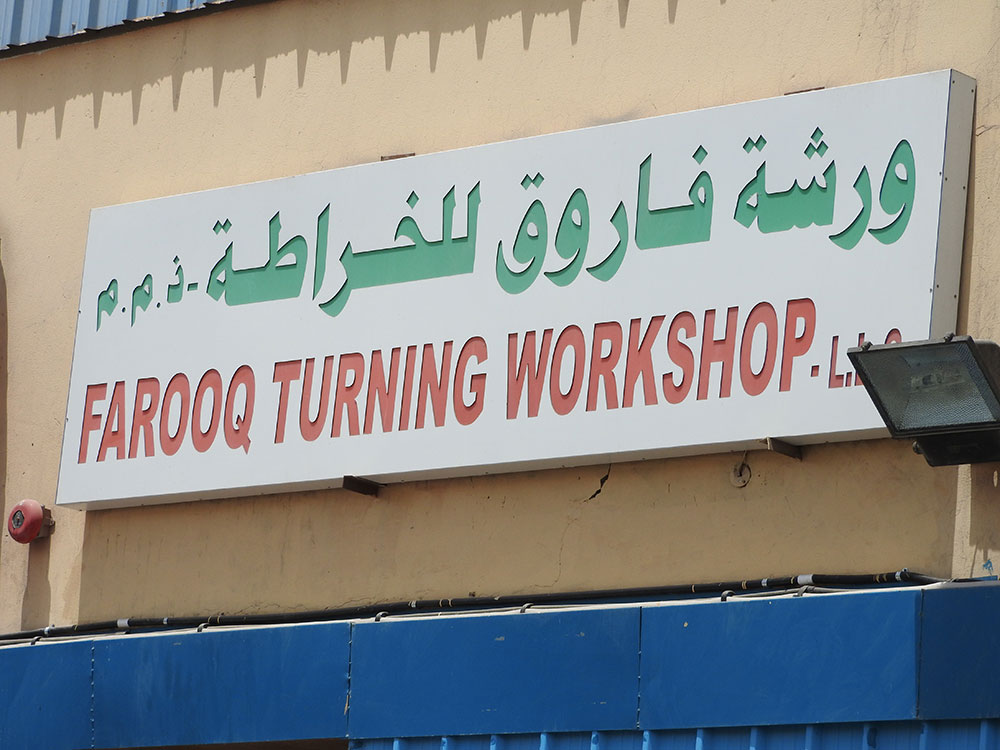 ورشة فاروق للخراطة - ذ.م.م
FAROOQ TURNING WORKSHOP - L.L.C